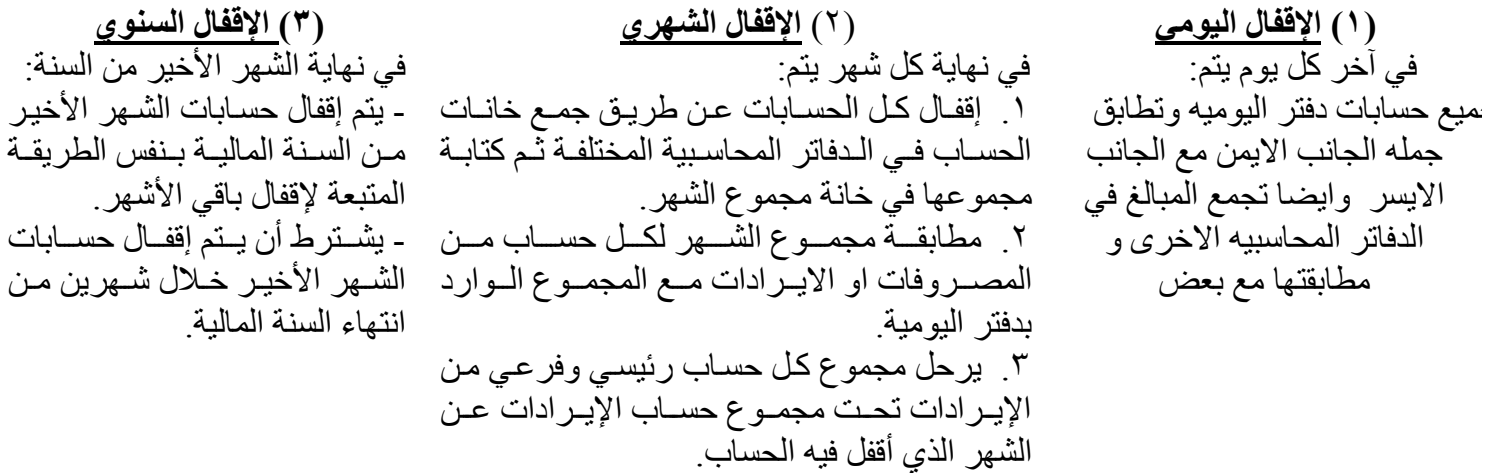 (١) الإقفال اليومي
في آخر كل يوم يتم:
حسابات دفتر اليوميه وتطابق
جمله الجانب الايمن مع الجانب
الايسر وايضا تجمع المبالغ في
الدفاتر المحاسبيه الاخرى و
مطابقتها مع بعض
(٢) الإقفال الشهري
في نهاية كل شهر يتم:
١. إقفال كل الحسابات عن طريق جمع خانات
الحساب في الدفاتر المحاسبية المختلفة ثم كتابة
مجموعها في خانة مجموع الشهر.
٢. مطابقة مجموع الشهر لكل حساب من
المصروفات او الايرادات مع المجموع الوارد
بدفتر اليومية.
٣. يرحل مجموع كل حساب رئيسي وفرعي من
الإيرادات تحت مجموع حساب الإيرادات عن
الشهر الذي أقفل فيه الحساب.
(٣) الإقفال السنوي
في نهاية الشهر الأخير من السنة:
- يتم إقفال حسابات الشهر الأخير
من السنة المالية بنفس الطريقة
المتبعة لإقفال باقي الأشهر.
- يشترط أن يتم إقفال حسابات
الشهر الأخير خلال شهرين من
انتهاء السنة المالية.